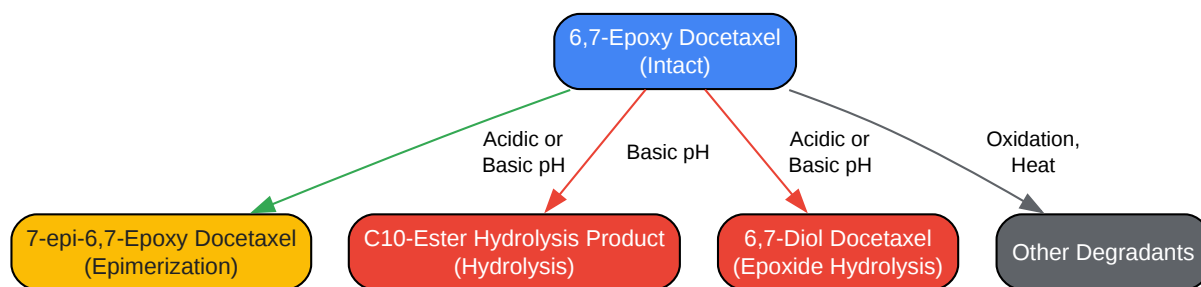 6,7-Epoxy Docetaxel
(Intact)
Acidic or
Basic pH
Basic pH
Acidic or
Basic pH
Oxidation,
Heat
7-epi-6,7-Epoxy Docetaxel
(Epimerization)
C10-Ester Hydrolysis Product
(Hydrolysis)
6,7-Diol Docetaxel
(Epoxide Hydrolysis)
Other Degradants